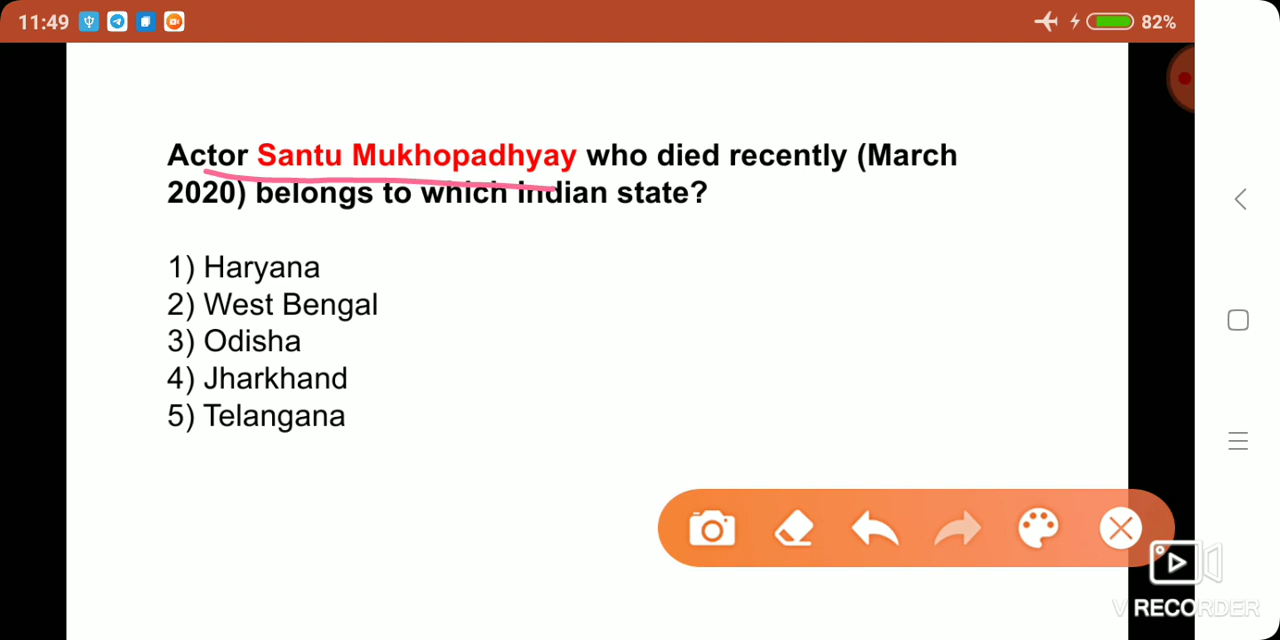 11:49
82%
Actor Santu Mukhopadhyay who died recently (March
2020) belongs to which Indian state?
1) Haryana
2) West Bengal
3) Odisha
4) Jharkhand
5) Telangana
V RECORDER